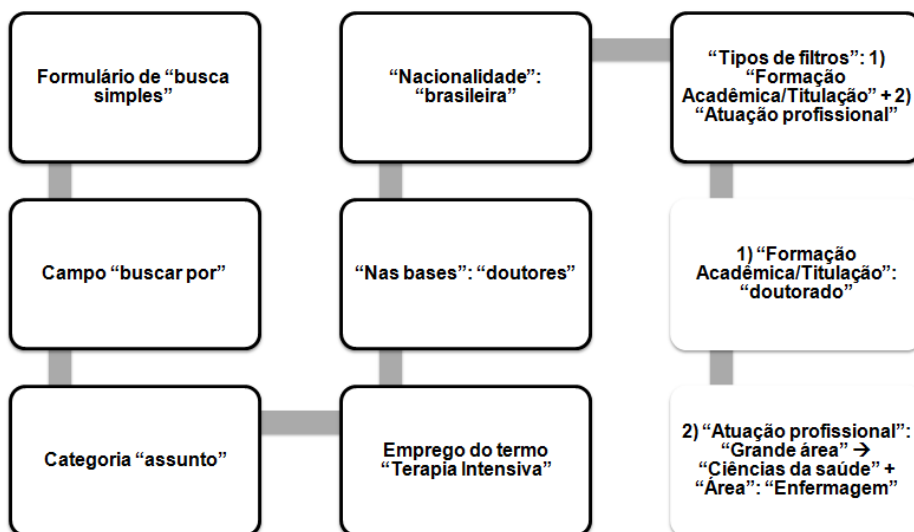 Formulário de “busca
simples”
Campo “buscar por”
Categoria “assunto”
Emprego do termo
“Terapia Intensiva”
“Nas bases”: “doutores”
“Nacionalidade”:
“brasileira”
“Tipos de filtros”: 1)
“Formação
Acadêmica/Titulação” + 2)
“Atuação profissional”
1) “Formação
Acadêmica/Titulação”:
“doutorado”
2) “Atuação profissional”:
“Grande área” →
“Ciências da saúde” +
“Área”: “Enfermagem”